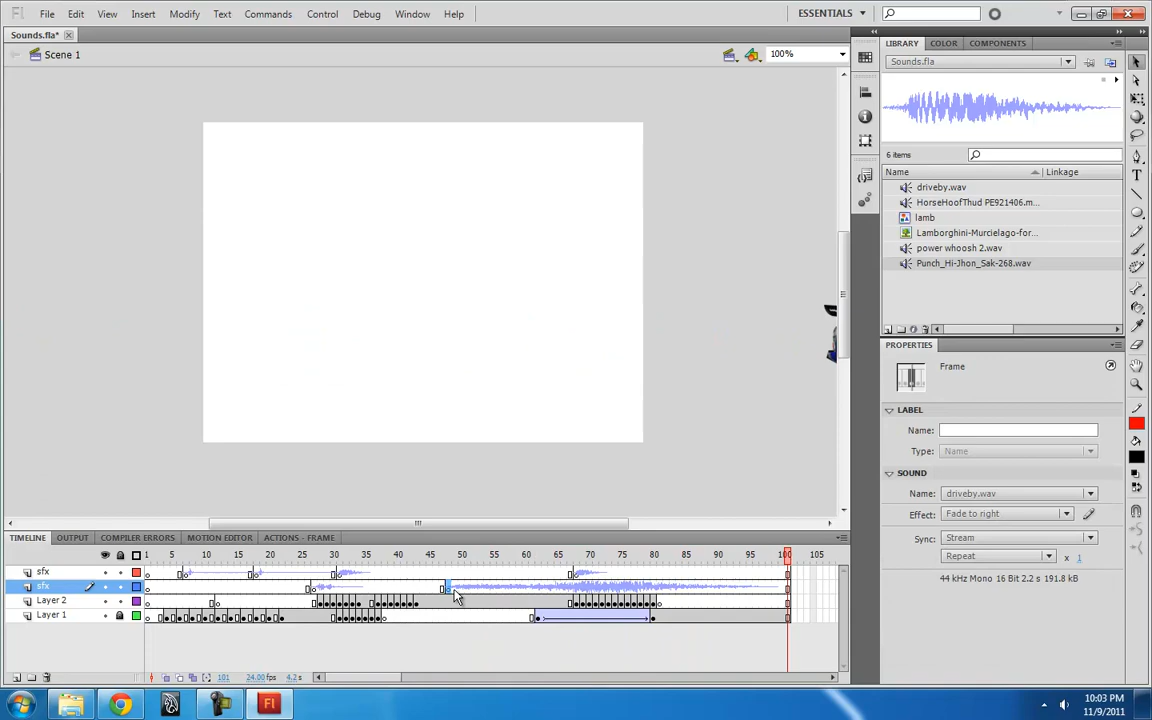 File Edit View Insert Modify Text Commands Control Debug Window Help ESSENTIALS
Sounds.fla*
Scene 1 100%
LIBRARY COLOR COMPONENTS
Sounds.fla
6 items
Name Linkage
driveby.wav
HorseHoofThud PE921406.m...
lamb
Lamborghini-Murcielago-for...
power whoosh 2.wav
Punch_Hi-Jhon_Sak-268.wav
PROPERTIES
Frame
LABEL
Name:
Type: Name
SOUND
Name: driveby.wav
Effect: Fade to right
Sync: Stream
Repeat x 1
44 kHz Mono 16 Bit 2.2 s 191.8 kB
TIMELINE OUTPUT COMPILER ERRORS MOTION EDITOR ACTIONS - FRAME
1 5 10 15 20 25 30 35 40 45 50 55 60 65 70 75 80 85 90 95 100 105
sfx
sfx
Layer 2
Layer 1
101 24.00fps 4.2s
Fl
10:03 PM
11/9/2011